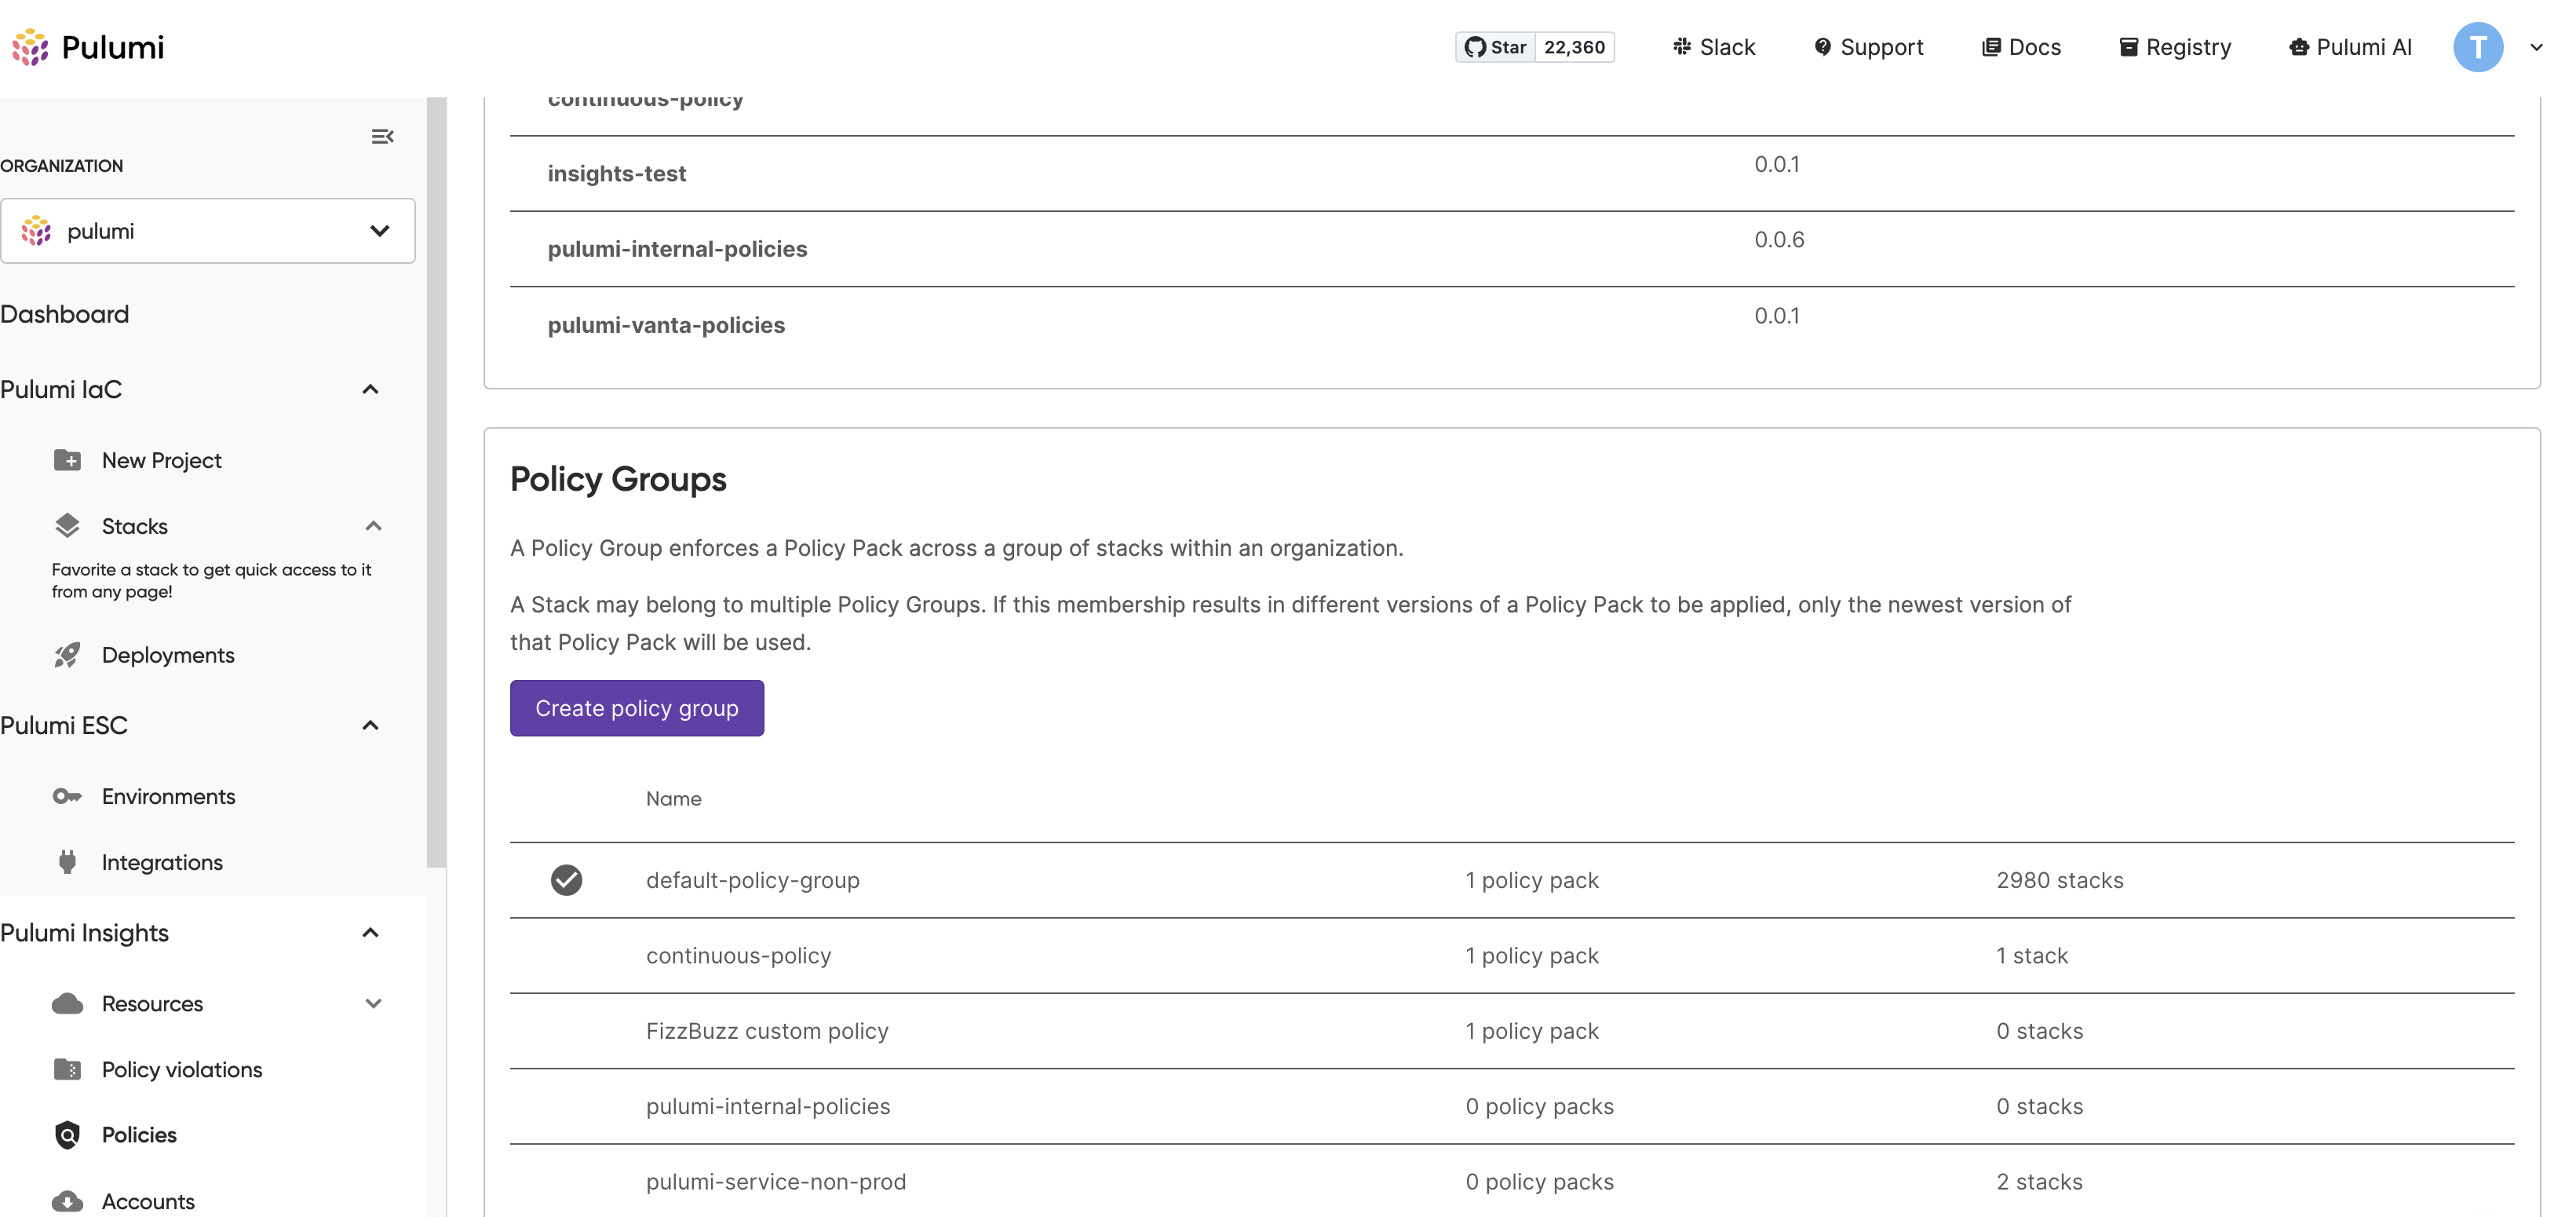 Pulumi
Star 22,360
Slack
Support
Docs
Registry
Pulumi AI
T
ORGANIZATION
pulumi
Dashboard
Pulumi IaC
New Project
Stacks
Favorite a stack to get quick access to it
from any page!
Deployments
Pulumi ESC
Environments
Integrations
Pulumi Insights
Resources
Policy violations
Policies
Accounts
continuous-policy
insights-test 0.0.1
pulumi-internal-policies 0.0.6
pulumi-vanta-policies 0.0.1
Policy Groups
A Policy Group enforces a Policy Pack across a group of stacks within an organization.
A Stack may belong to multiple Policy Groups. If this membership results in different versions of a Policy Pack to be applied, only the newest version of
that Policy Pack will be used.
Create policy group
Name
default-policy-group 1 policy pack 2980 stacks
continuous-policy 1 policy pack 1 stack
FizzBuzz custom policy 1 policy pack 0 stacks
pulumi-internal-policies 0 policy packs 0 stacks
pulumi-service-non-prod 0 policy packs 2 stacks